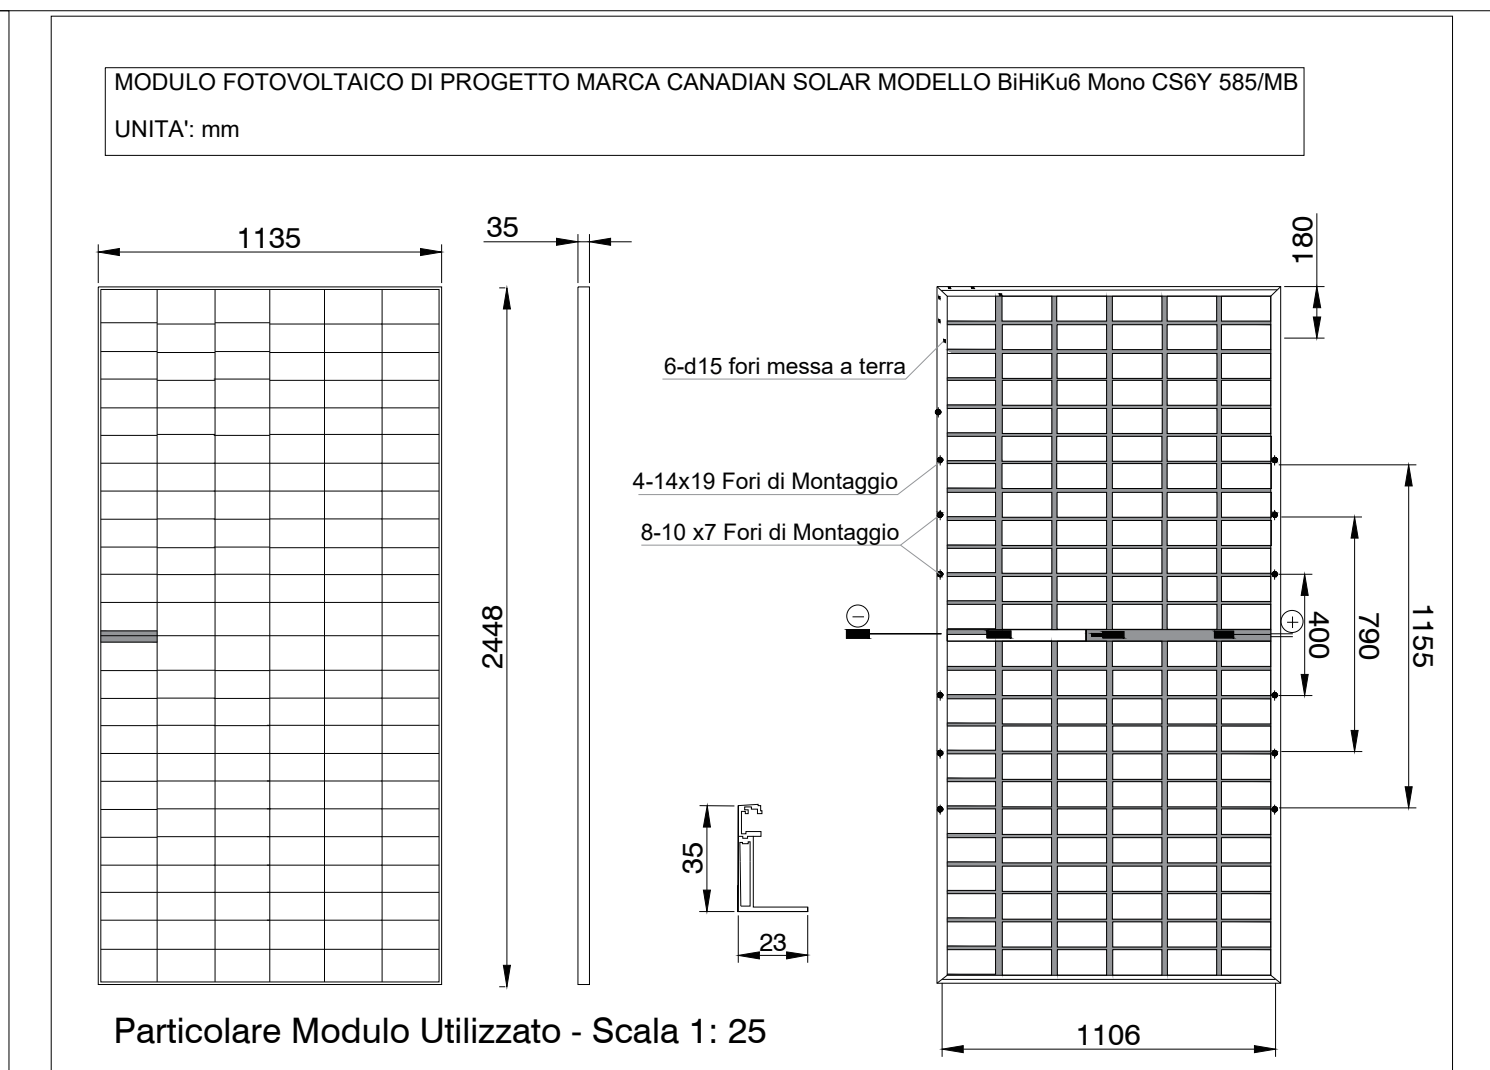 MODULO FOTOVOLTAICO DI PROGETTO MARCA CANADIAN SOLAR MODELLO BiHiKu6 Mono CS6Y 585/MB
UNITA': mm
1135
35
2448
180
6-d15 fori messa a terra
4-14x19 Fori di Montaggio
8-10 x7 Fori di Montaggio
−
+
400
790
1155
35
23
1106
Particolare Modulo Utilizzato - Scala 1: 25